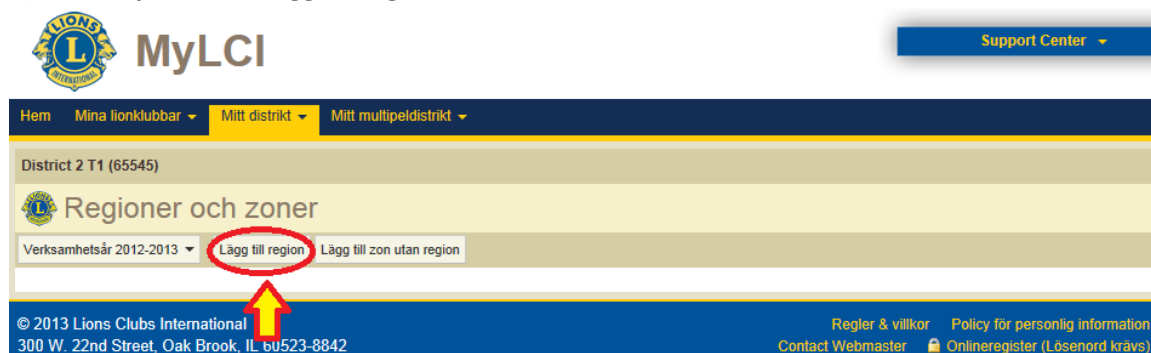 LIONS
L
INTERNATIONAL
MyLCI
Support Center
Hem Mina lionklubbar Mitt distrikt Mitt multipeldistrikt
District 2 T1 (65545)
Regioner och zoner
Verksamhetsår 2012-2013 Lägg till region Lägg till zon utan region
© 2013 Lions Clubs International Regler & villkor Policy för personlig information
300 W. 22nd Street, Oak Brook, IL 60523-8842 Contact Webmaster Onlineregister (Lösenord krävs)